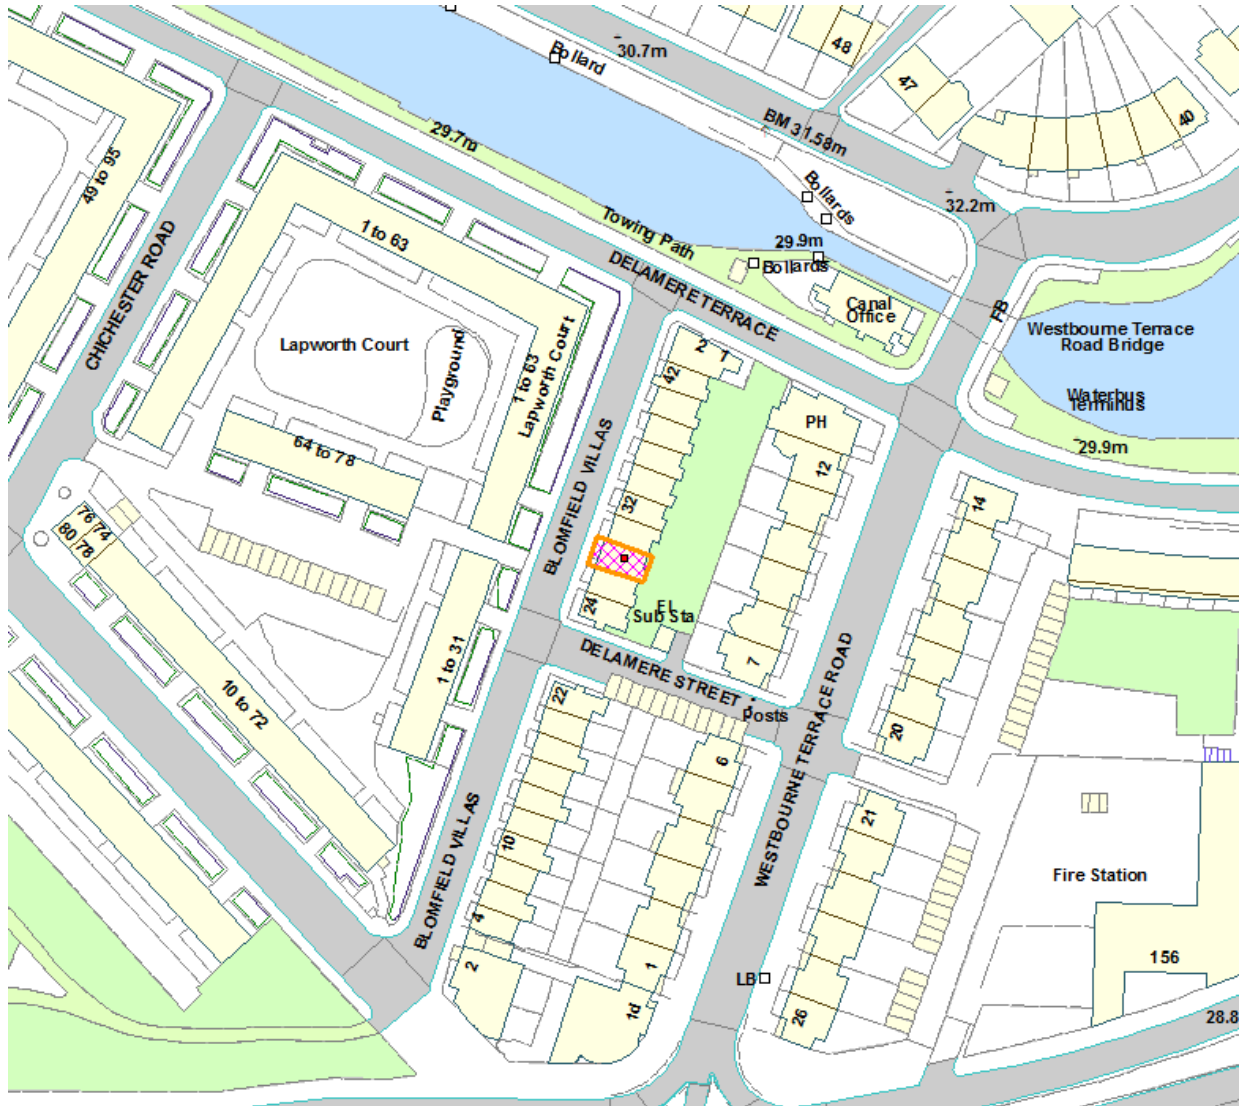 48
30.7m
Bollard
47
BM 31.58m
40
29.7m
49 to 95
Bollards
32.2m
1 to 63
Towing Path
29.9m
CHICHESTER ROAD
DELAMERE TERRACE
Bollards
Canal
Office
FB
Westbourne Terrace
Road Bridge
Lapworth Court
Playground
1 to 63
Lapworth Court
2
1
42
Waterbus
Terminus
64 to 78
BLOMFIELD VILLAS
PH
12
29.9m
32
14
76
74
80
78
24
El
Sub Sta
1 to 31
DELAMERE STREET
7
WESTBOURNE TERRACE ROAD
10 to 72
22
Posts
20
6
21
BLOMFIELD VILLAS
10
Fire Station
4
2
1
LB
156
1d
26
28.8